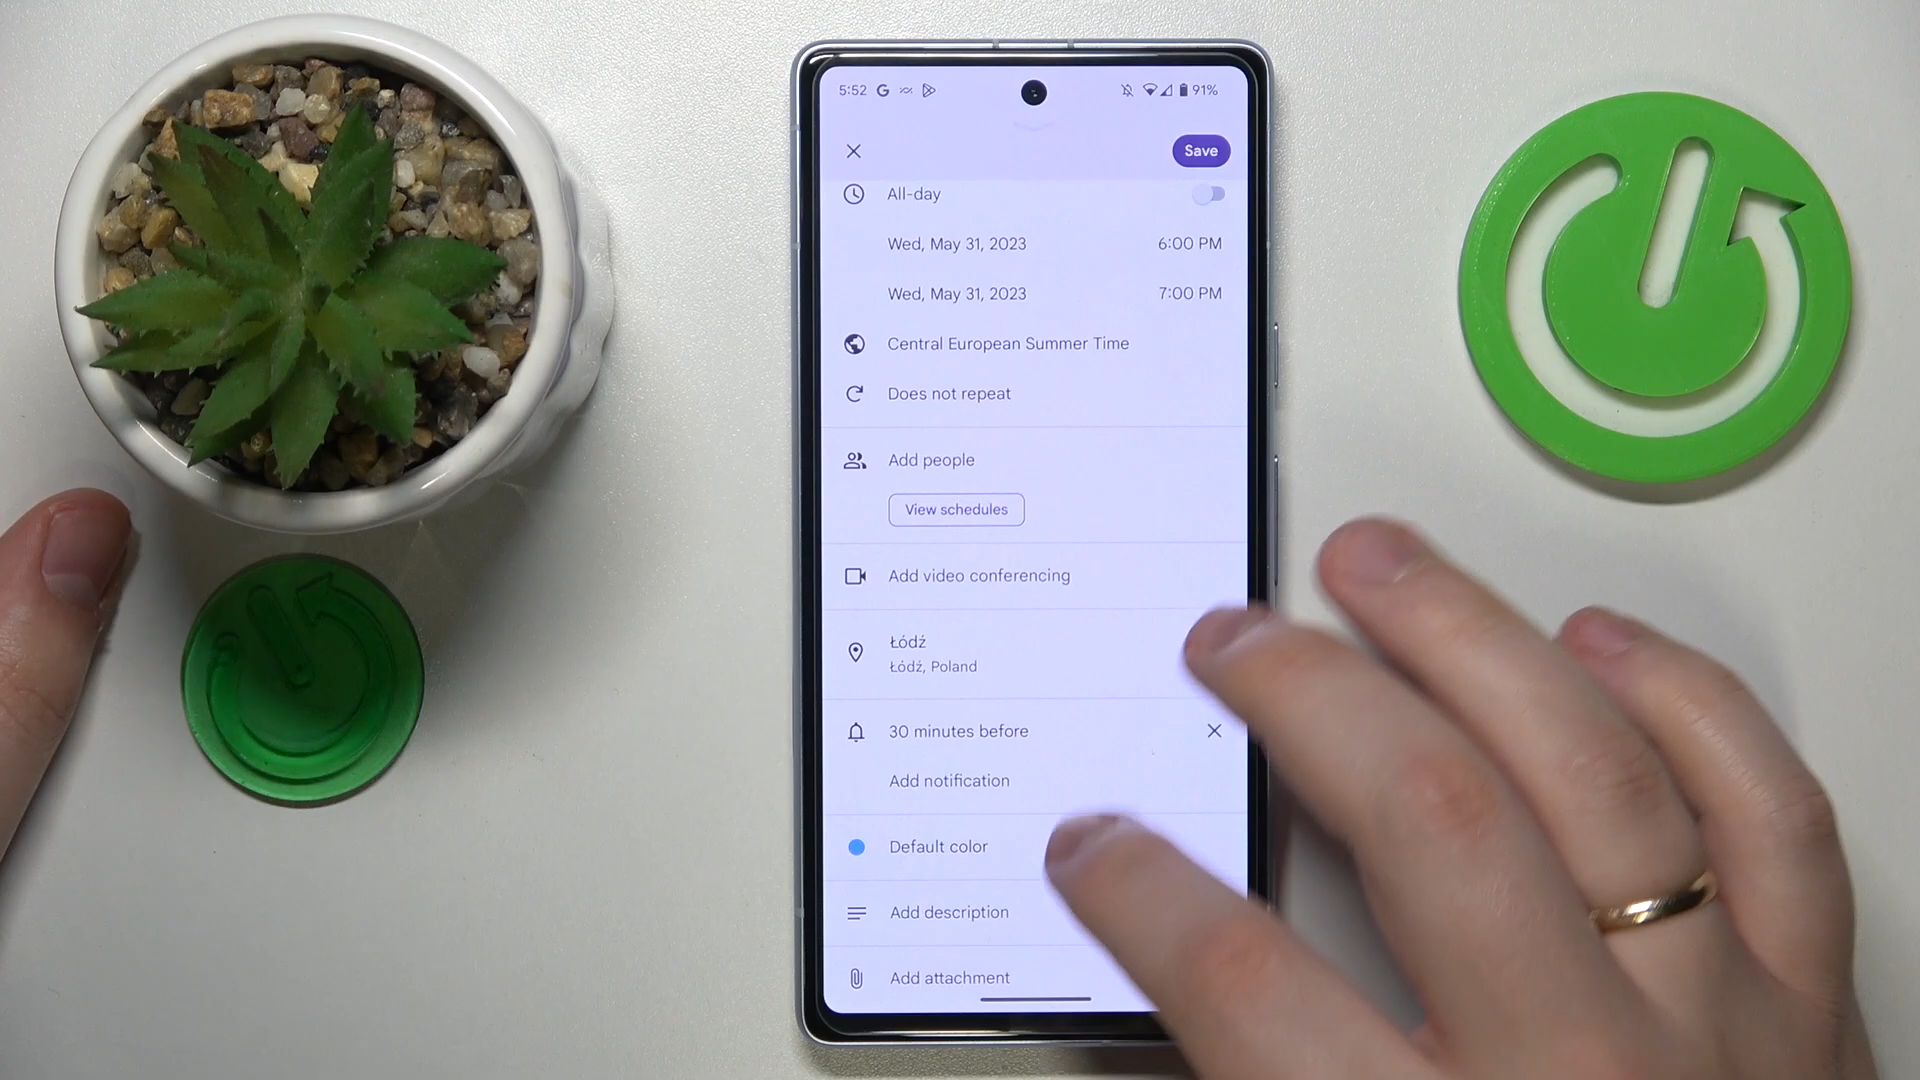 5:52 91%
Save
All-day
Wed, May 31, 2023 6:00 PM
Wed, May 31, 2023 7:00 PM
Central European Summer Time
Does not repeat
Add people
View schedules
Add video conferencing
Łódź
Łódź, Poland
30 minutes before
Add notification
Default color
Add description
Add attachment